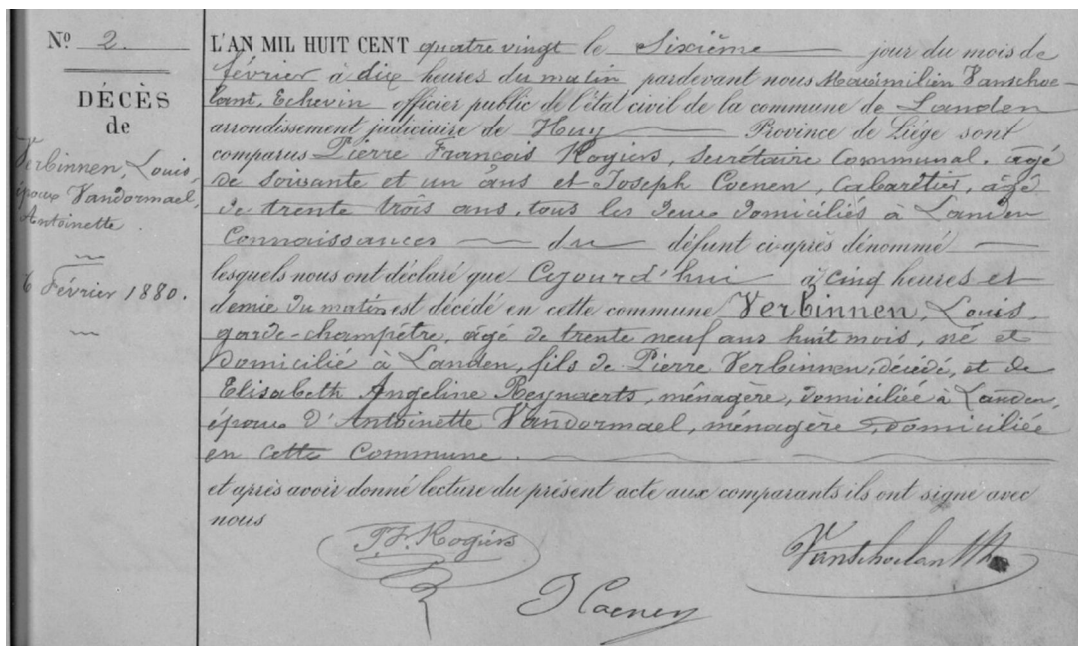 Nº 2.
DÉCÈS
de
Verbinnen, Louis,
époux Vandormael,
Antoinette.
6 Février 1880.
L'AN MIL HUIT CENT quatre vingt le Sixième jour du mois de
février à dix heures du matin pardevant nous Maximilien Vanschoe-
lant, Echevin officier public de l'état civil de la commune de Landen
arrondissement judiciaire de Huy Province de Liége sont
comparus Pierre François Rogiers, Secrétaire Communal, âgé
de soixante et un ans et Joseph Coenen, Cabaretier, âgé
de trente trois ans, tous les deux domiciliés à Landen
Connaissances du défunt ci-après dénommé
lesquels nous ont déclaré que Cejourd'hui à cinq heures et
demie du matin est décédé en cette commune Verbinnen, Louis,
garde-champêtre, âgé de trente neuf ans huit mois, né et
domicilié à Landen, fils de Pierre Verbinnen, décédé, et de
Elisabeth Angeline Reynaerts, ménagère, domiciliée à Landen,
époux d'Antoinette Vandormael, ménagère domiciliée
en cette Commune.
et après avoir donné lecture du présent acte aux comparants ils ont signé avec
nous
P.F. Rogiers
J Coenen